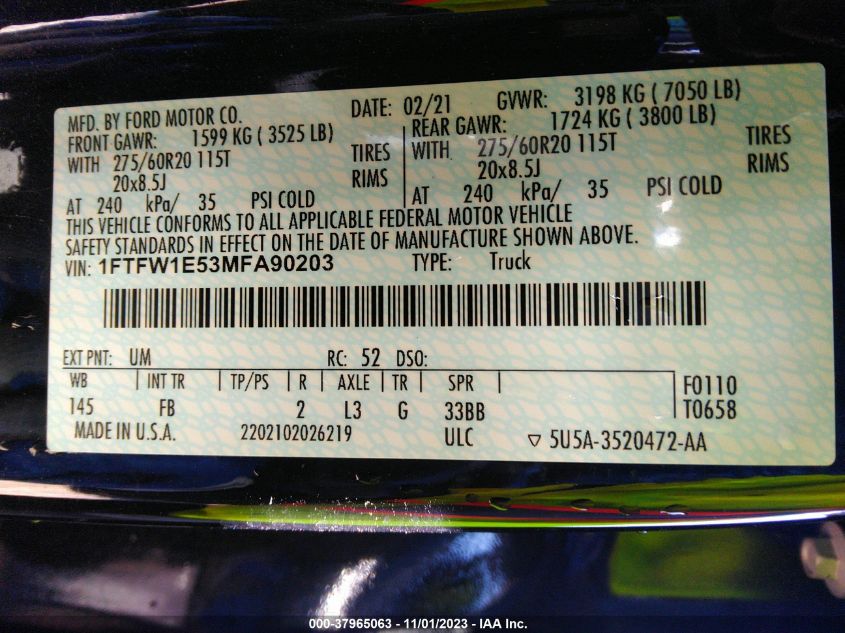 MFD. BY FORD MOTOR CO. DATE: 02/21 GVWR: 3198 KG ( 7050 LB)
FRONT GAWR: 1599 KG ( 3525 LB) REAR GAWR: 1724 KG ( 3800 LB)
WITH 275/60R20 115T TIRES WITH 275/60R20 115T TIRES
20x8.5J RIMS 20x8.5J RIMS
AT 240 kPa/ 35 PSI COLD AT 240 kPa/ 35 PSI COLD
THIS VEHICLE CONFORMS TO ALL APPLICABLE FEDERAL MOTOR VEHICLE
SAFETY STANDARDS IN EFFECT ON THE DATE OF MANUFACTURE SHOWN ABOVE.
VIN: 1FTFW1E53MFA90203 TYPE: Truck
EXT PNT: UM RC: 52 DSO:
WB INT TR TP/PS R AXLE TR SPR F0110
145 FB 2 L3 G 33BB T0658
MADE IN U.S.A. 2202102026219 ULC ▽ 5U5A-3520472-AA
000-37965063 - 11/01/2023 - IAA Inc.